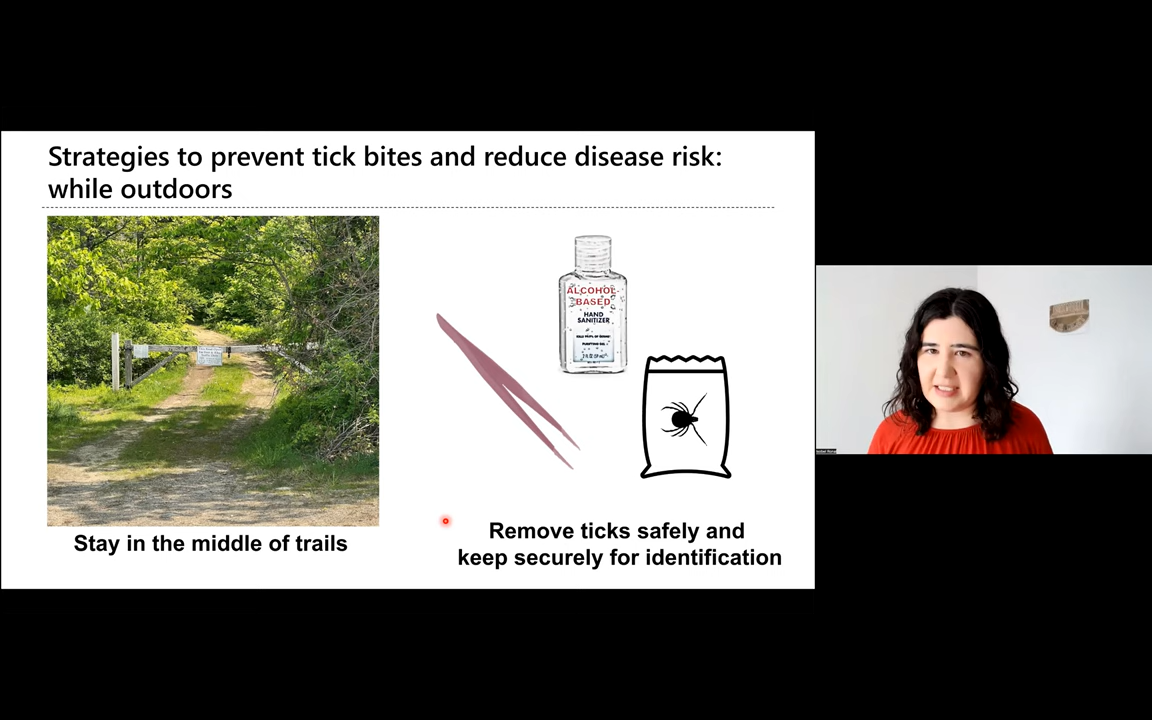 Strategies to prevent tick bites and reduce disease risk:
while outdoors
ALCOHOL
BASED
HAND
SANITIZER
Stay in the middle of trails
Remove ticks safely and
keep securely for identification